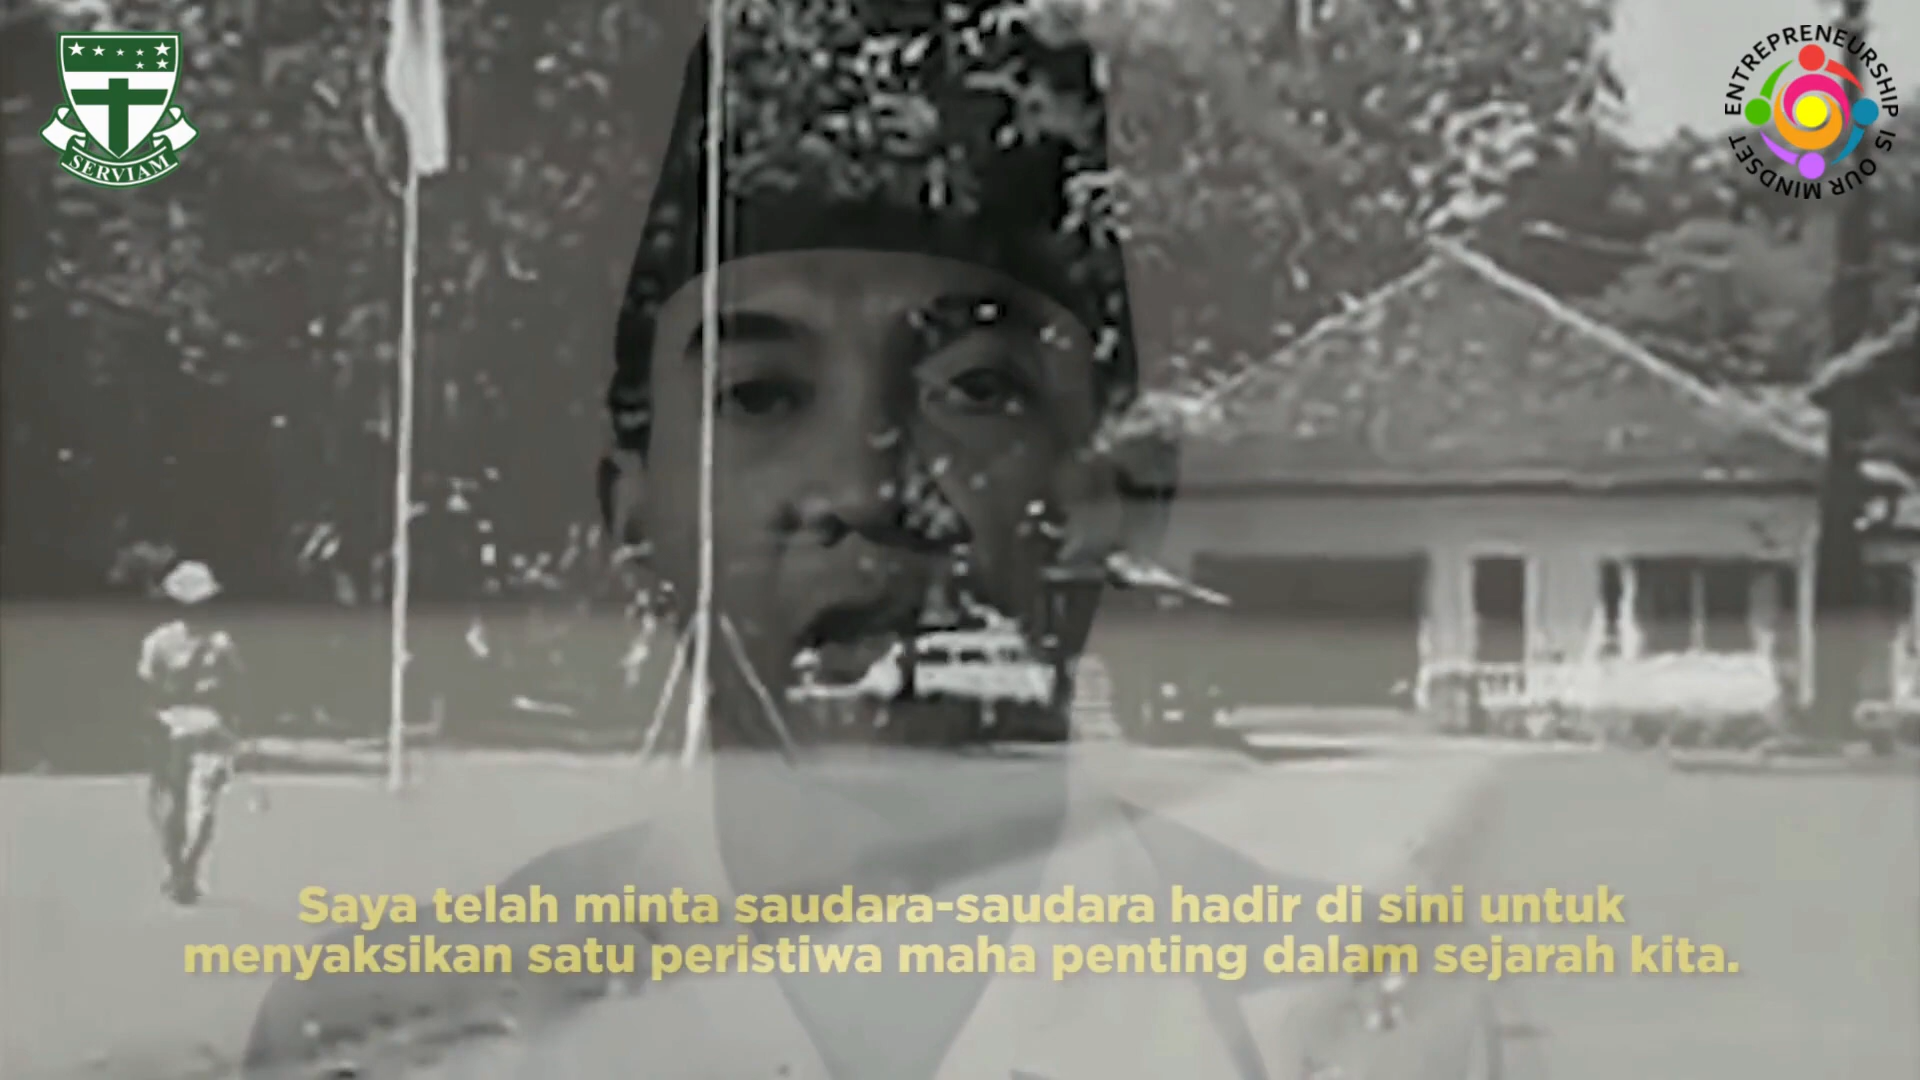 SERVIAM
ENTREPRENEURSHIP IS OUR MINDSET
Saya telah minta saudara-saudara hadir di sini untuk
menyaksikan satu peristiwa maha penting dalam sejarah kita.